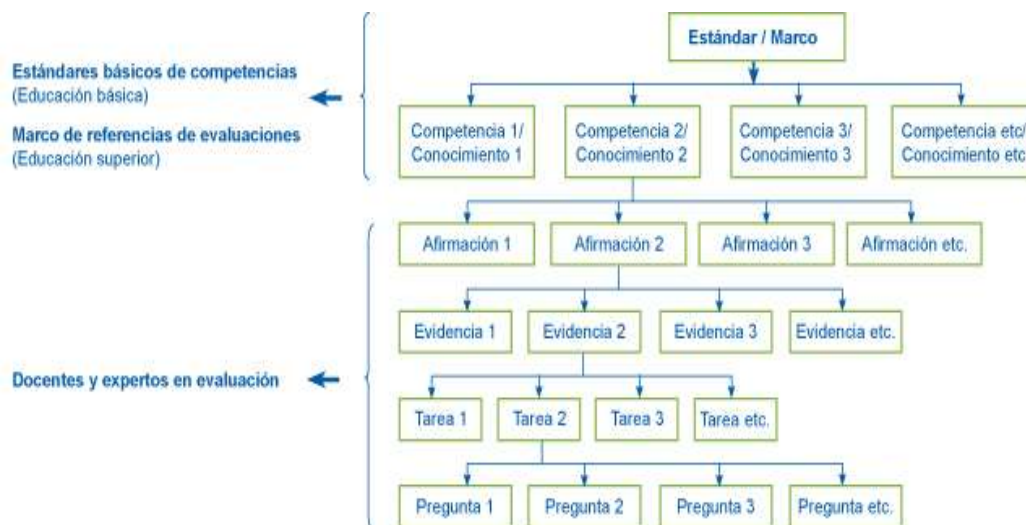 Estándar / Marco
Estándares básicos de competencias
(Educación básica)
Marco de referencias de evaluaciones
(Educación superior)
Competencia 1/
Conocimiento 1
Competencia 2/
Conocimiento 2
Competencia 3/
Conocimiento 3
Competencia etc/
Conocimiento etc
Afirmación 1
Afirmación 2
Afirmación 3
Afirmación etc.
Evidencia 1
Evidencia 2
Evidencia 3
Evidencia etc.
Docentes y expertos en evaluación
Tarea 1
Tarea 2
Tarea 3
Tarea etc.
Pregunta 1
Pregunta 2
Pregunta 3
Pregunta etc.